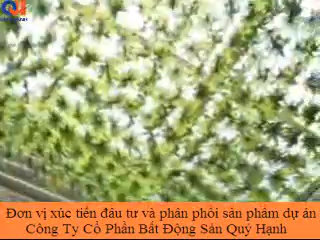 Đơn vị xúc tiến đầu tư và phân phối sản phẩm dự án
Công Ty Cổ Phần Bất Động Sản Quý Hạnh